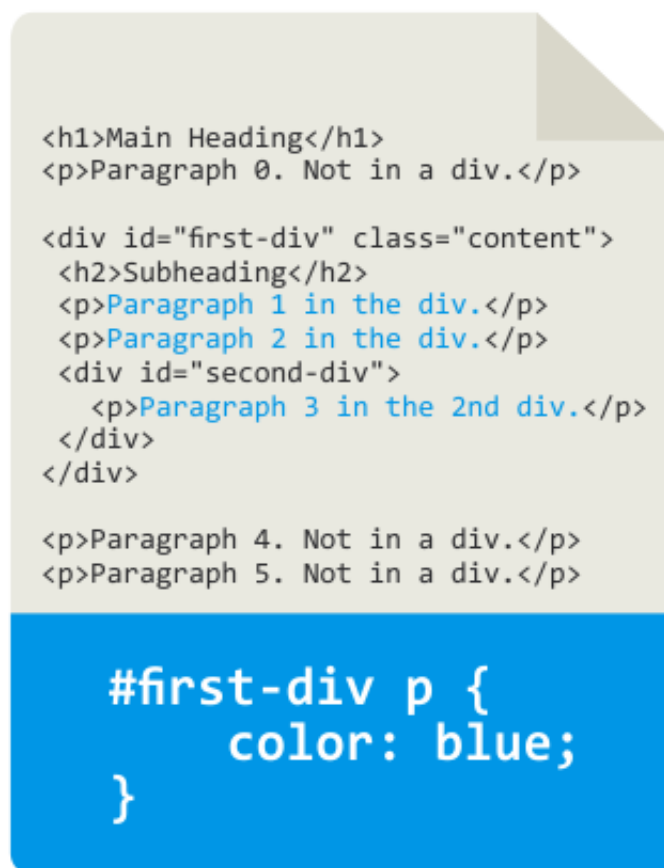 <h1>Main Heading</h1>
<p>Paragraph 0. Not in a div.</p>
<div id="first-div" class="content">
<h2>Subheading</h2>
<p>Paragraph 1 in the div.</p>
<p>Paragraph 2 in the div.</p>
<div id="second-div">
<p>Paragraph 3 in the 2nd div.</p>
</div>
</div>
<p>Paragraph 4. Not in a div.</p>
<p>Paragraph 5. Not in a div.</p>
#first-div p {
color: blue;
}